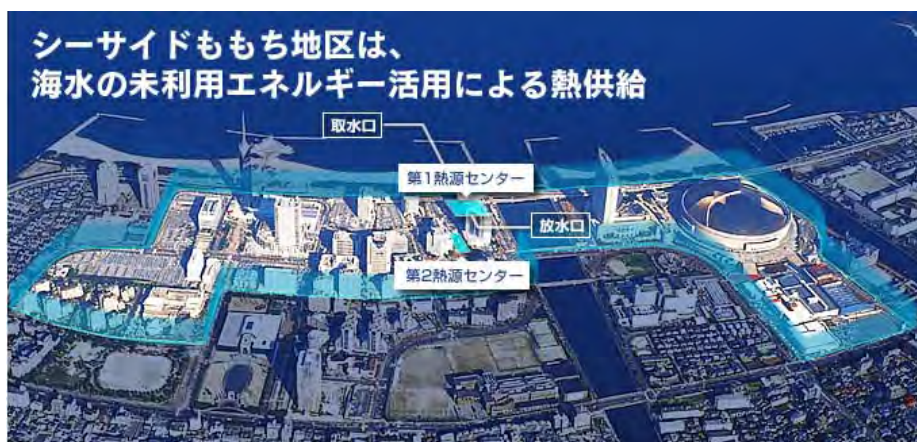 シーサイドももち地区は、
海水の未利用エネルギー活用による熱供給
取水口
第1熱源センター
放水口
第2熱源センター